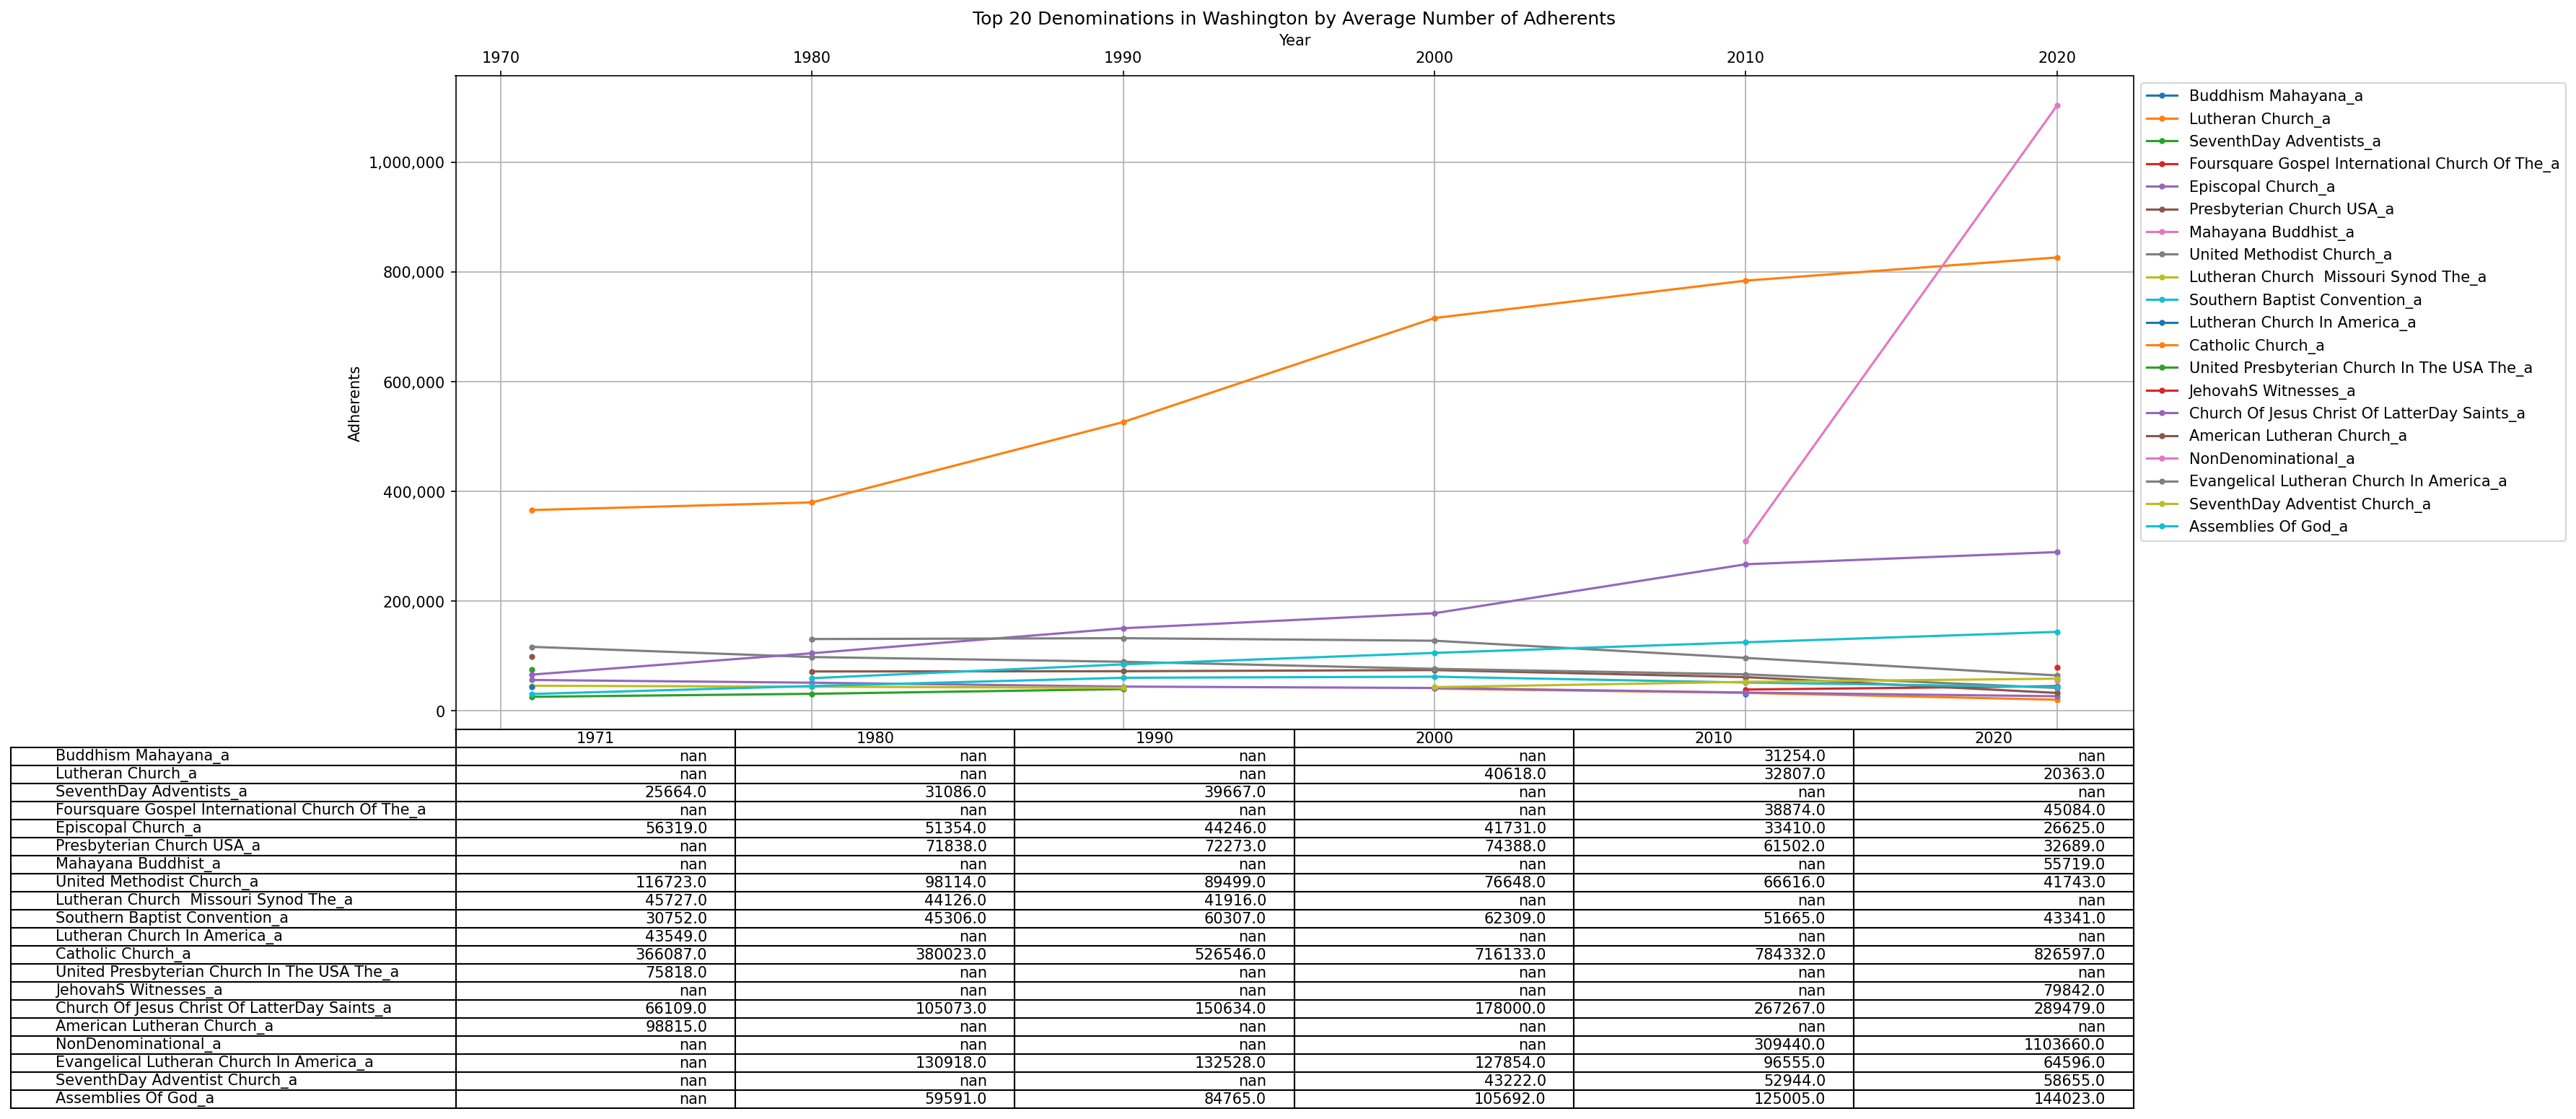 Top 20 Denominations in Washington by Average Number of Adherents
Year
1970 1980 1990 2000 2010 2020
1,000,000
800,000
600,000
400,000
200,000
0
Adherents
Buddhism Mahayana_a
Lutheran Church_a
SeventhDay Adventists_a
Foursquare Gospel International Church Of The_a
Episcopal Church_a
Presbyterian Church USA_a
Mahayana Buddhist_a
United Methodist Church_a
Lutheran Church  Missouri Synod The_a
Southern Baptist Convention_a
Lutheran Church In America_a
Catholic Church_a
United Presbyterian Church In The USA The_a
JehovahS Witnesses_a
Church Of Jesus Christ Of LatterDay Saints_a
American Lutheran Church_a
NonDenominational_a
Evangelical Lutheran Church In America_a
SeventhDay Adventist Church_a
Assemblies Of God_a
1971 1980 1990 2000 2010 2020
Buddhism Mahayana_a nan nan nan nan 31254.0 nan
Lutheran Church_a nan nan nan 40618.0 32807.0 20363.0
SeventhDay Adventists_a 25664.0 31086.0 39667.0 nan nan nan
Foursquare Gospel International Church Of The_a nan nan nan nan 38874.0 45084.0
Episcopal Church_a 56319.0 51354.0 44246.0 41731.0 33410.0 26625.0
Presbyterian Church USA_a nan 71838.0 72273.0 74388.0 61502.0 32689.0
Mahayana Buddhist_a nan nan nan nan nan 55719.0
United Methodist Church_a 116723.0 98114.0 89499.0 76648.0 66616.0 41743.0
Lutheran Church  Missouri Synod The_a 45727.0 44126.0 41916.0 nan nan nan
Southern Baptist Convention_a 30752.0 45306.0 60307.0 62309.0 51665.0 43341.0
Lutheran Church In America_a 43549.0 nan nan nan nan nan
Catholic Church_a 366087.0 380023.0 526546.0 716133.0 784332.0 826597.0
United Presbyterian Church In The USA The_a 75818.0 nan nan nan nan nan
JehovahS Witnesses_a nan nan nan nan nan 79842.0
Church Of Jesus Christ Of LatterDay Saints_a 66109.0 105073.0 150634.0 178000.0 267267.0 289479.0
American Lutheran Church_a 98815.0 nan nan nan nan nan
NonDenominational_a nan nan nan nan 309440.0 1103660.0
Evangelical Lutheran Church In America_a nan 130918.0 132528.0 127854.0 96555.0 64596.0
SeventhDay Adventist Church_a nan nan nan 43222.0 52944.0 58655.0
Assemblies Of God_a nan 59591.0 84765.0 105692.0 125005.0 144023.0